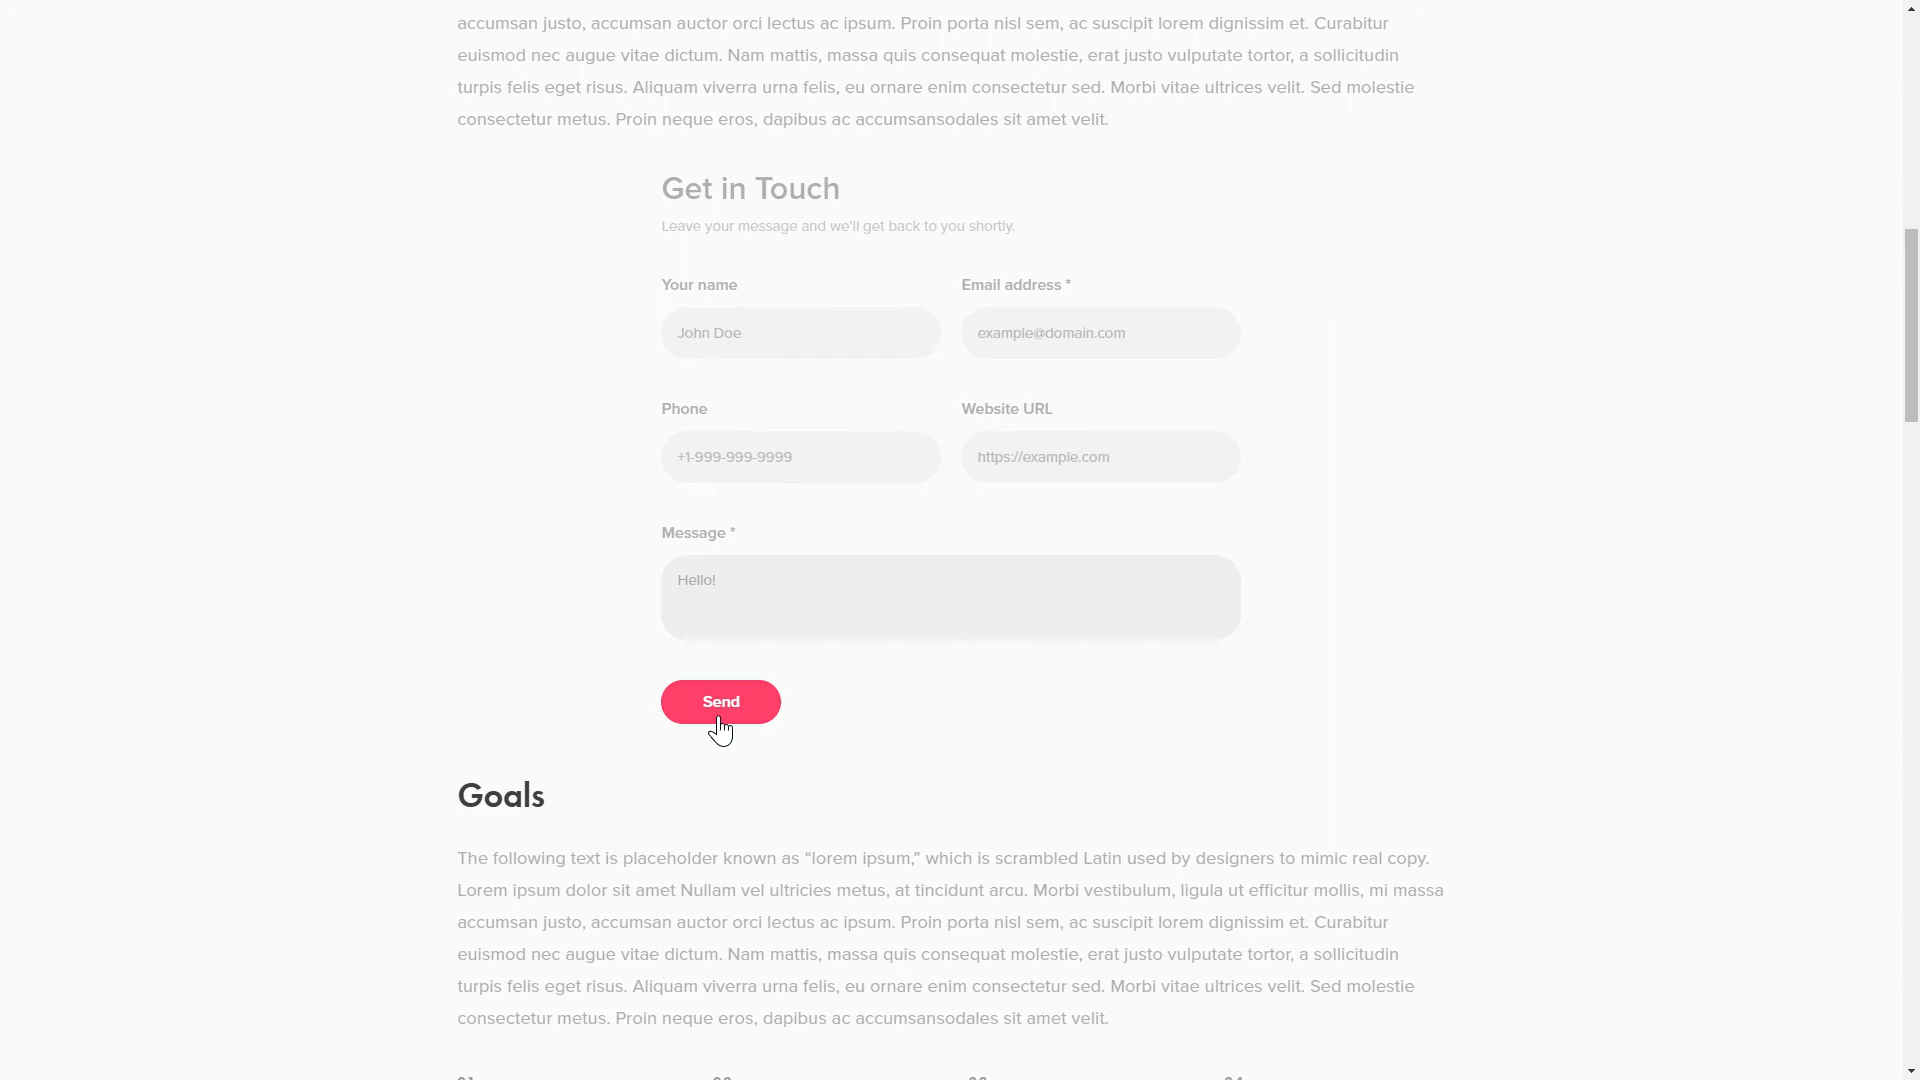 accumsan justo, accumsan auctor orci lectus ac ipsum. Proin porta nisl sem, ac suscipit lorem dignissim et. Curabitur
euismod nec augue vitae dictum. Nam mattis, massa quis consequat molestie, erat justo vulputate tortor, a sollicitudin
turpis felis eget risus. Aliquam viverra urna felis, eu ornare enim consectetur sed. Morbi vitae ultrices velit. Sed molestie
consectetur metus. Proin neque eros, dapibus ac accumsansodales sit amet velit.
Get in Touch
Leave your message and we'll get back to you shortly.
Your name
Email address *
John Doe
example@domain.com
Phone
Website URL
+1-999-999-9999
https://example.com
Message *
Hello!
Send
Goals
The following text is placeholder known as “lorem ipsum,” which is scrambled Latin used by designers to mimic real copy.
Lorem ipsum dolor sit amet Nullam vel ultricies metus, at tincidunt arcu. Morbi vestibulum, ligula ut efficitur mollis, mi massa
accumsan justo, accumsan auctor orci lectus ac ipsum. Proin porta nisl sem, ac suscipit lorem dignissim et. Curabitur
euismod nec augue vitae dictum. Nam mattis, massa quis consequat molestie, erat justo vulputate tortor, a sollicitudin
turpis felis eget risus. Aliquam viverra urna felis, eu ornare enim consectetur sed. Morbi vitae ultrices velit. Sed molestie
consectetur metus. Proin neque eros, dapibus ac accumsansodales sit amet velit.